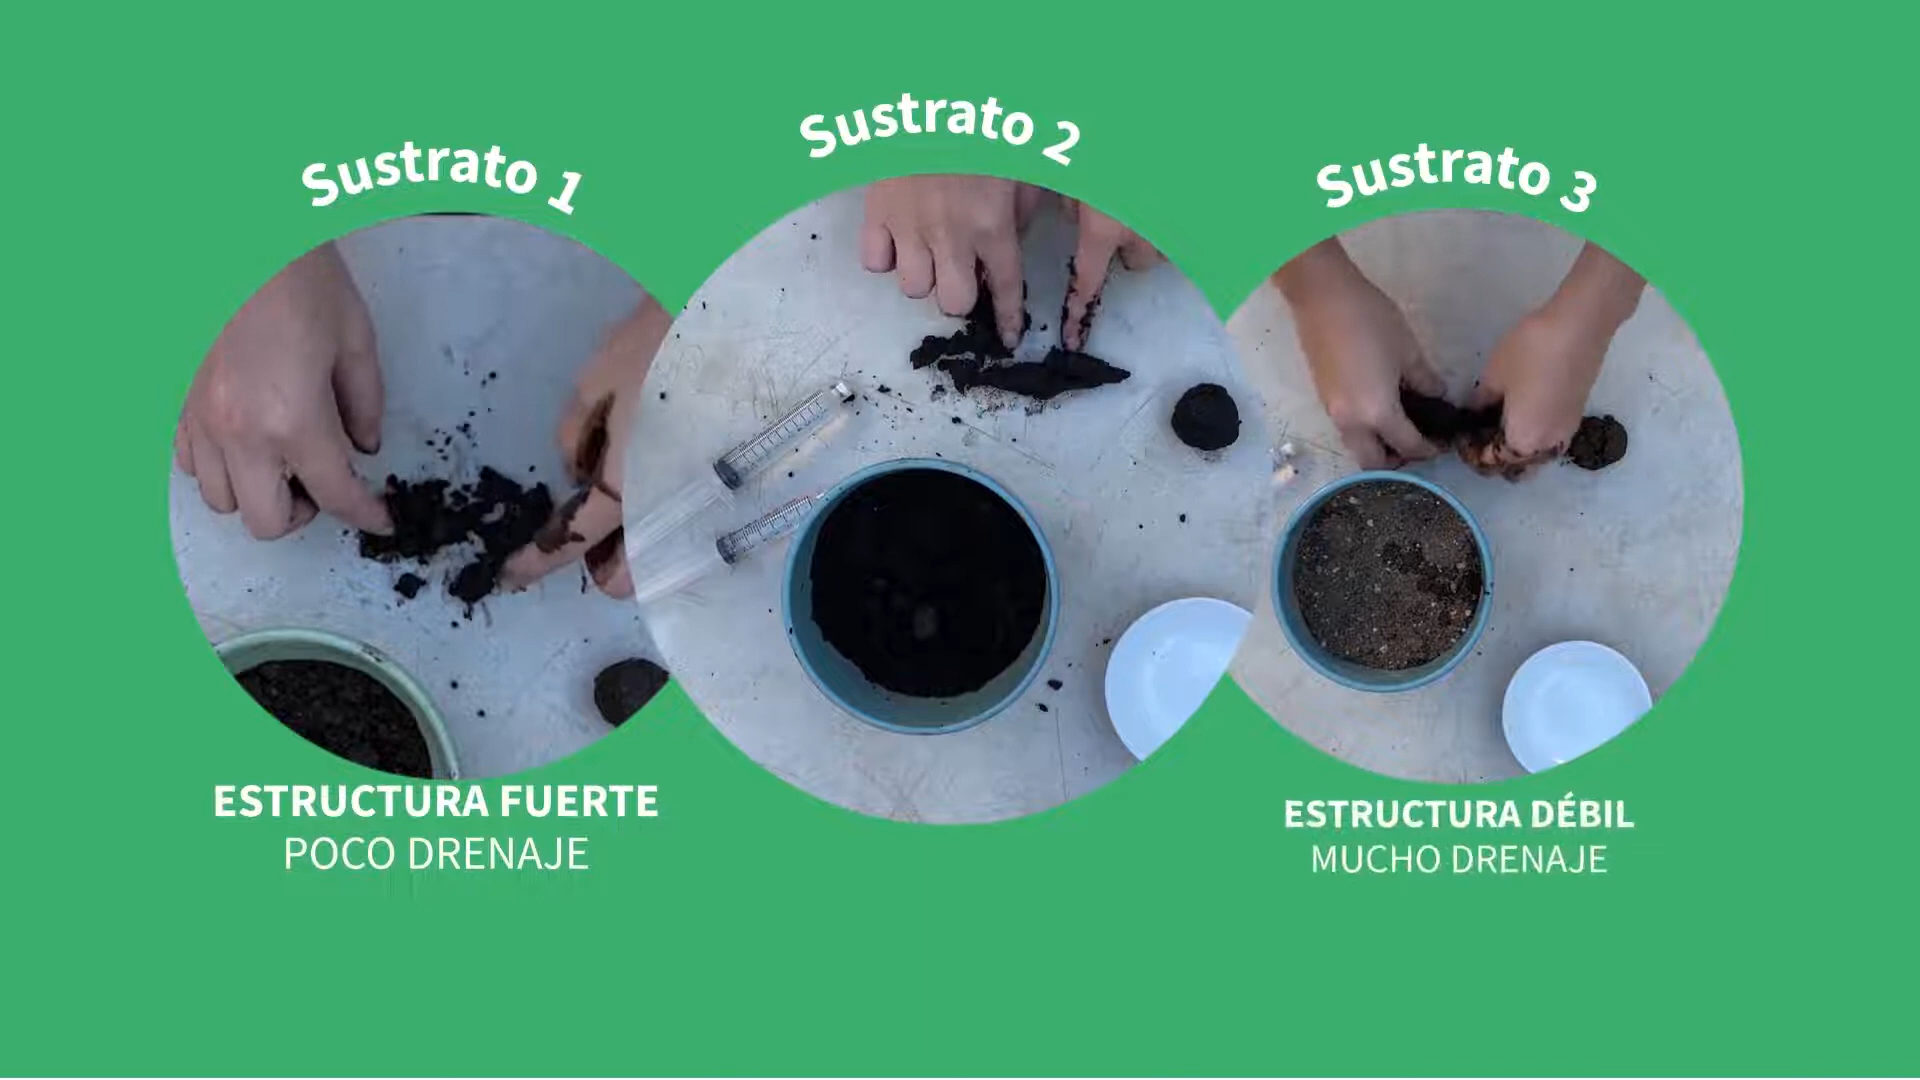 Sustrato 1
Sustrato 2
Sustrato 3
ESTRUCTURA FUERTE
POCO DRENAJE
ESTRUCTURA DÉBIL
MUCHO DRENAJE